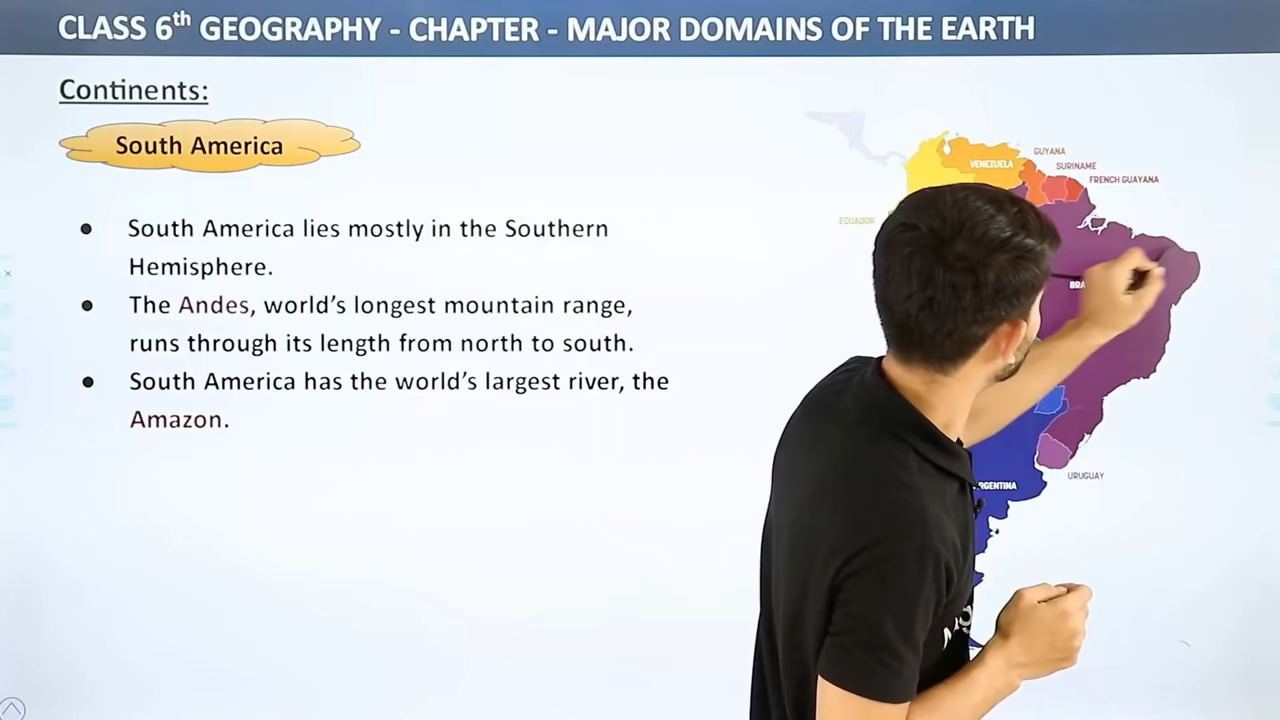 CLASS 6th GEOGRAPHY - CHAPTER - MAJOR DOMAINS OF THE EARTH
Continents:
South America
● South America lies mostly in the Southern
Hemisphere.
● The Andes, world's longest mountain range,
runs through its length from north to south.
● South America has the world's largest river, the
Amazon.
GUYANA
VENEZUELA
SURINAME
FRENCH GUAYANA
ECUADOR
BRA
URUGUAY
RGENTINA